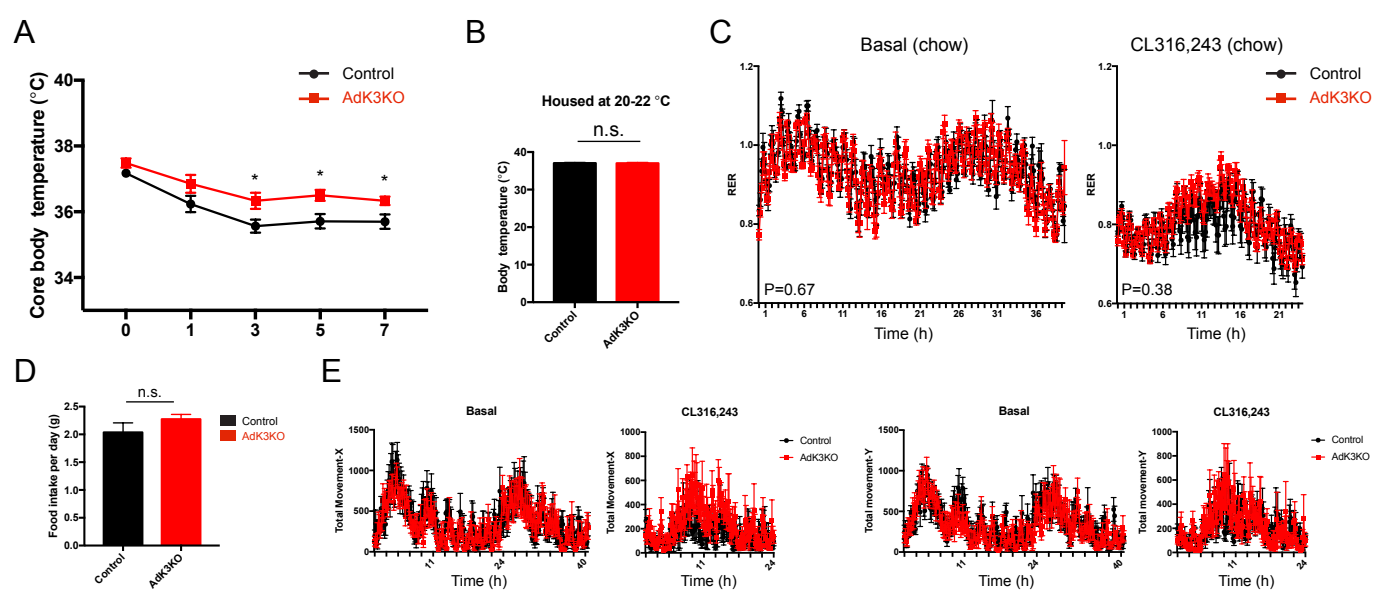 A
Core body temperature (°C)
40
38
36
34
0
1
3
5
7
Control
AdK3KO
*
*
*
B
Housed at 20-22 °C
n.s.
Body temperature (°C)
40
30
20
10
0
Control
AdK3KO
C
Basal (chow)
RER
1.2
1.0
0.8
0.6
P=0.67
1
6
11
16
21
26
31
36
Time (h)
CL316,243 (chow)
RER
1.2
1.0
0.8
0.6
P=0.38
1
6
11
16
21
Time (h)
Control
AdK3KO
D
n.s.
Food intake per day (g)
2.5
2.0
1.5
1.0
0.5
0.0
Control
AdK3KO
Control
AdK3KO
E
Basal
Total Movement-X
1500
1000
500
0
11
24
40
Time (h)
CL316,243
Total Movement-X
1000
800
600
400
200
0
11
24
Time (h)
Control
AdK3KO
Basal
Total movement-Y
1500
1000
500
0
11
24
40
Time (h)
CL316,243
Total movement-Y
1000
800
600
400
200
0
11
24
Time (h)
Control
AdK3KO